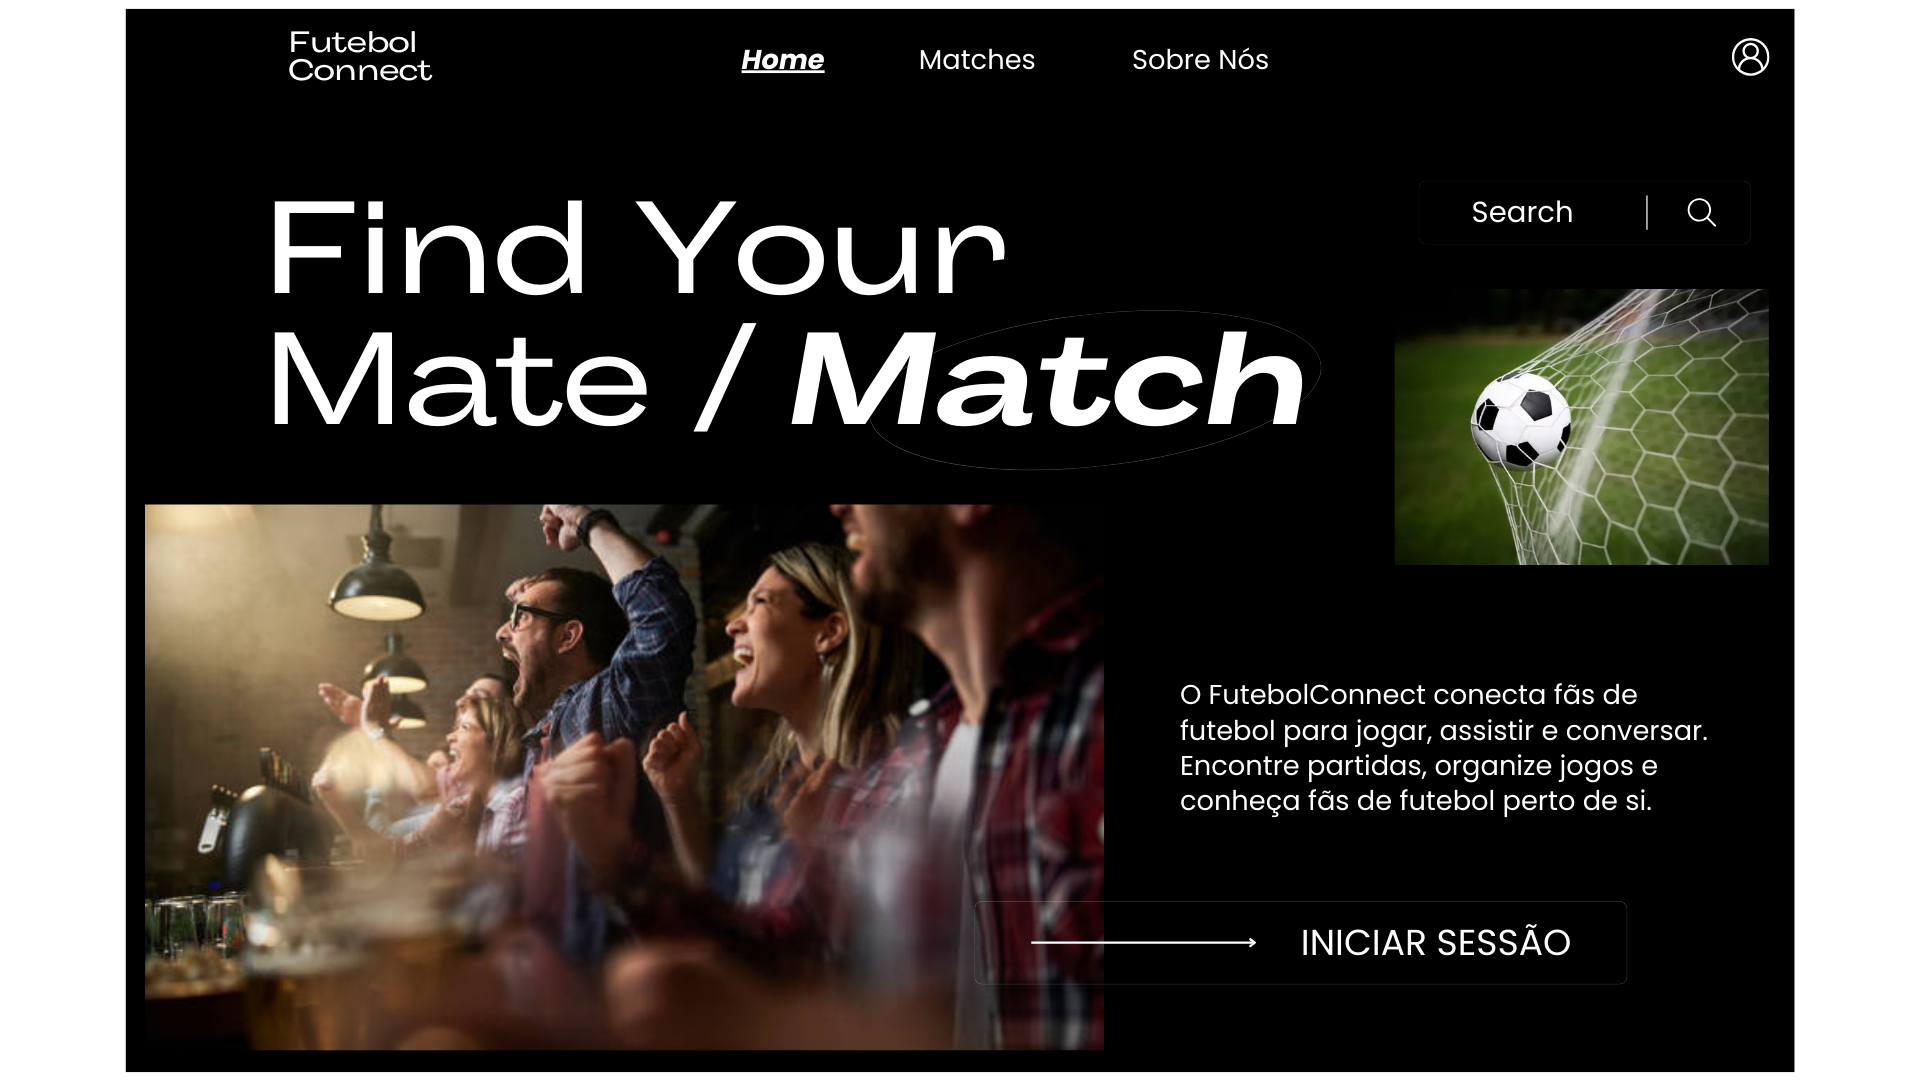 Futebol
Connect
Home
Matches
Sobre Nós
Search
Find Your
Mate / Match
O FutebolConnect conecta fãs de
futebol para jogar, assistir e conversar.
Encontre partidas, organize jogos e
conheça fãs de futebol perto de si.
INICIAR SESSÃO